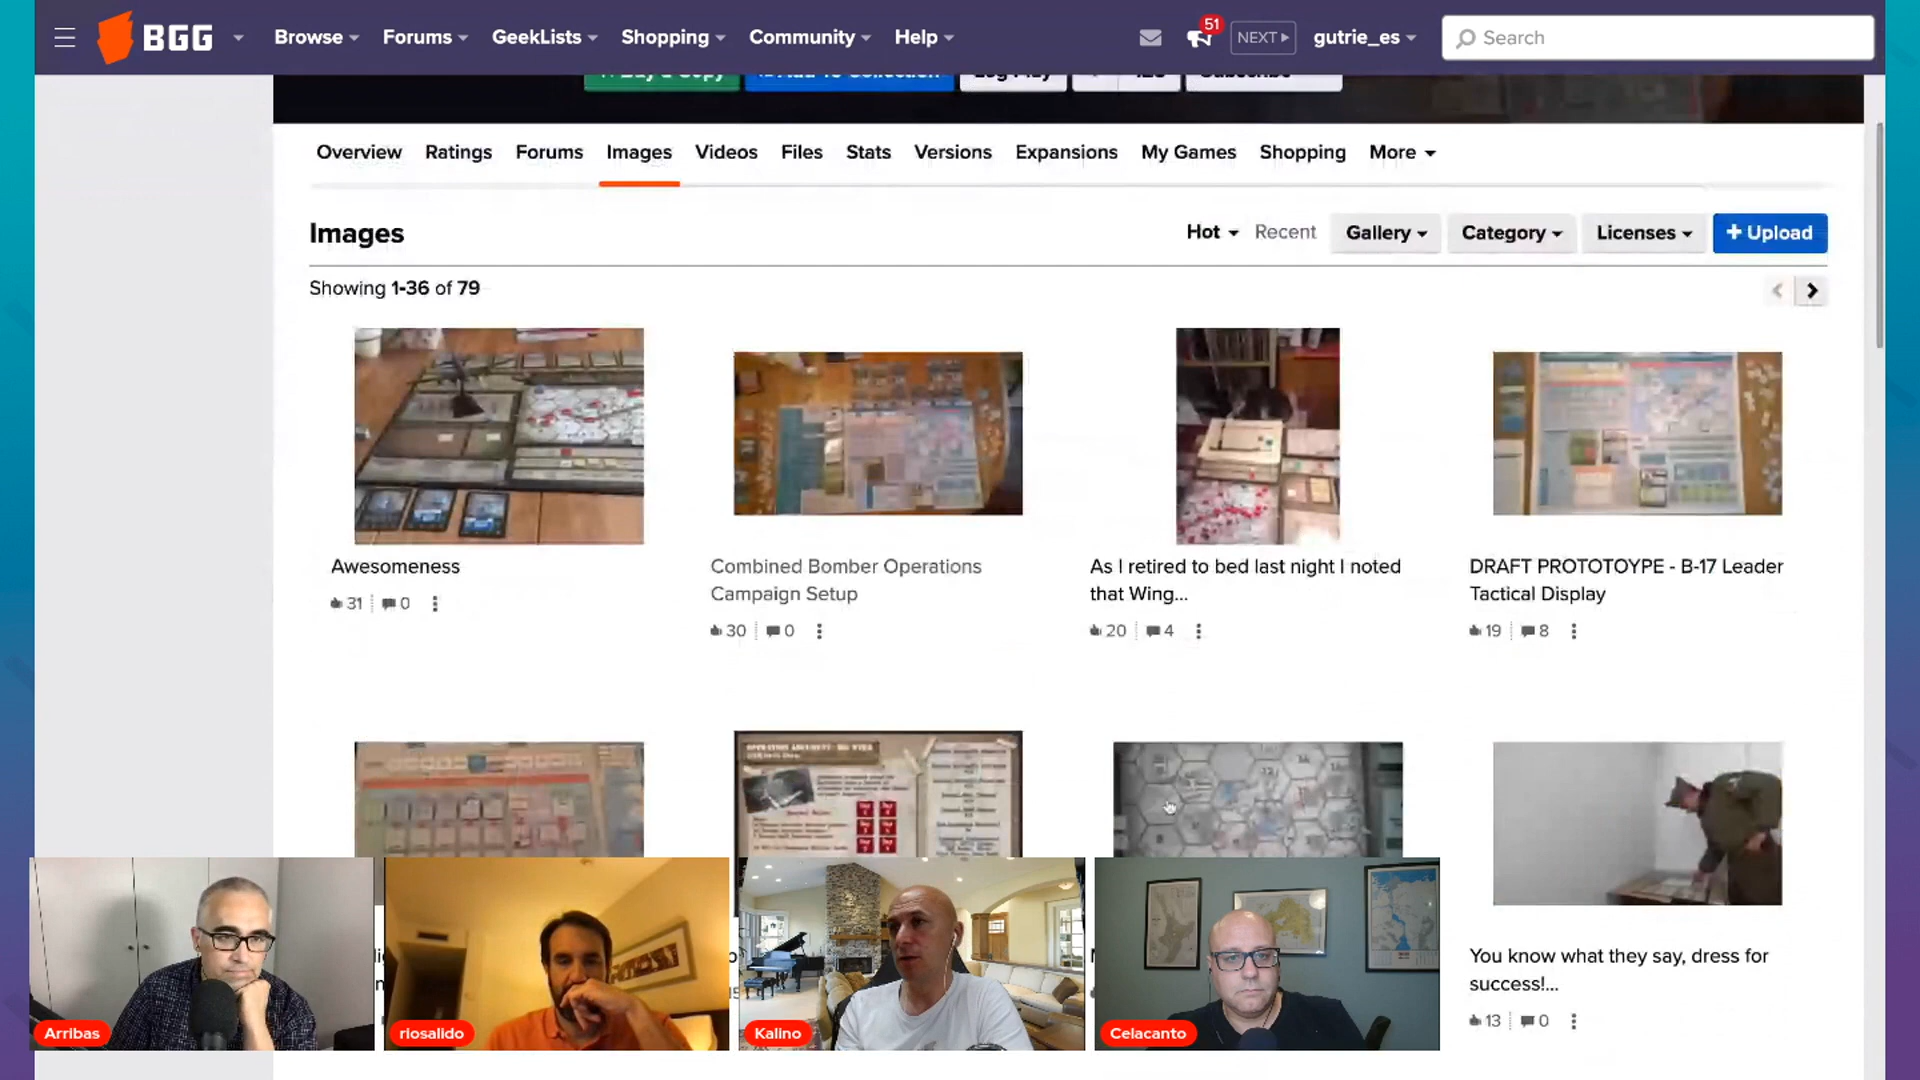 BGG
Browse Forums GeekLists Shopping Community Help
51
NEXT
gutrie_es
Search
Overview Ratings Forums Images Videos Files Stats Versions Expansions My Games Shopping More
Images
Hot Recent Gallery Category Licenses + Upload
Showing 1-36 of 79
Awesomeness
31 0
Combined Bomber Operations
Campaign Setup
30 0
As I retired to bed last night I noted
that Wing...
20 4
DRAFT PROTOTOYPE - B-17 Leader
Tactical Display
19 8
You know what they say, dress for
success!...
13 0
Arribas
riosalido
Kalino
Celacanto